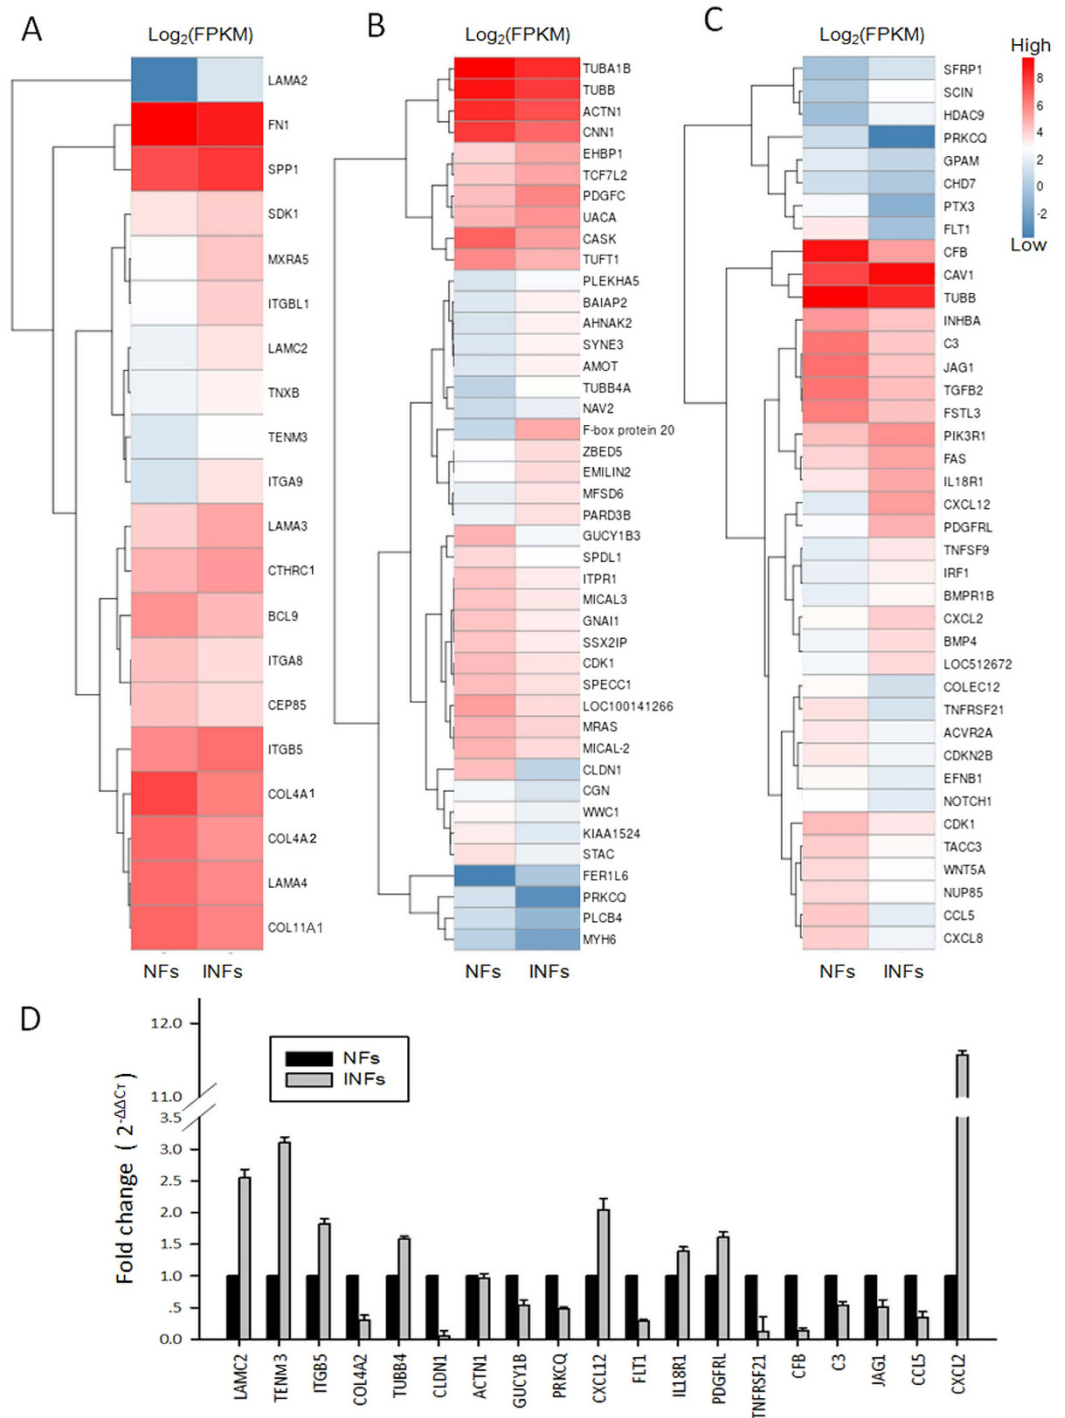 A
Log2(FPKM)
LAMA2
FN1
SPP1
SDK1
MXRA5
ITGBL1
LAMC2
TNXB
TENM3
ITGA9
LAMA3
CTHRC1
BCL9
ITGA8
CEP85
ITGB5
COL4A1
COL4A2
LAMA4
COL11A1
NFs INFs
B
Log2(FPKM)
TUBA1B
TUBB
ACTN1
CNN1
EHBP1
TCF7L2
PDGFC
UACA
CASK
TUFT1
PLEKHA5
BAIAP2
AHNAK2
SYNE3
AMOT
TUBB4A
NAV2
F-box protein 20
ZBED5
EMILIN2
MFSD6
PARD3B
GUCY1B3
SPDL1
ITPR1
MICAL3
GNAI1
SSX2IP
CDK1
SPECC1
LOC100141266
MRAS
MICAL-2
CLDN1
CGN
WWC1
KIAA1524
STAC
FER1L6
PRKCQ
PLCB4
MYH6
NFs INFs
C
Log2(FPKM)
SFRP1
SCIN
HDAC9
PRKCQ
GPAM
CHD7
PTX3
FLT1
CFB
CAV1
TUBB
INHBA
C3
JAG1
TGFB2
FSTL3
PIK3R1
FAS
IL18R1
CXCL12
PDGFRL
TNFSF9
IRF1
BMPR1B
CXCL2
BMP4
LOC512672
COLEC12
TNFRSF21
ACVR2A
CDKN2B
EFNB1
NOTCH1
CDK1
TACC3
WNT5A
NUP85
CCL5
CXCL8
NFs INFs
High
8
6
4
2
0
-2
Low
D
Fold change ( 2-ΔΔCT )
12.0
11.0
3.5
3.0
2.5
2.0
1.5
1.0
.5
0.0
NFs
INFs
LAMC2
TENM3
ITGB5
COL4A2
TUBB4
CLDN1
ACTN1
GUCY1B
PRKCQ
CXCL12
FLT1
IL18R1
PDGFRL
TNFRSF21
CFB
C3
JAG1
CCL5
CXCL2